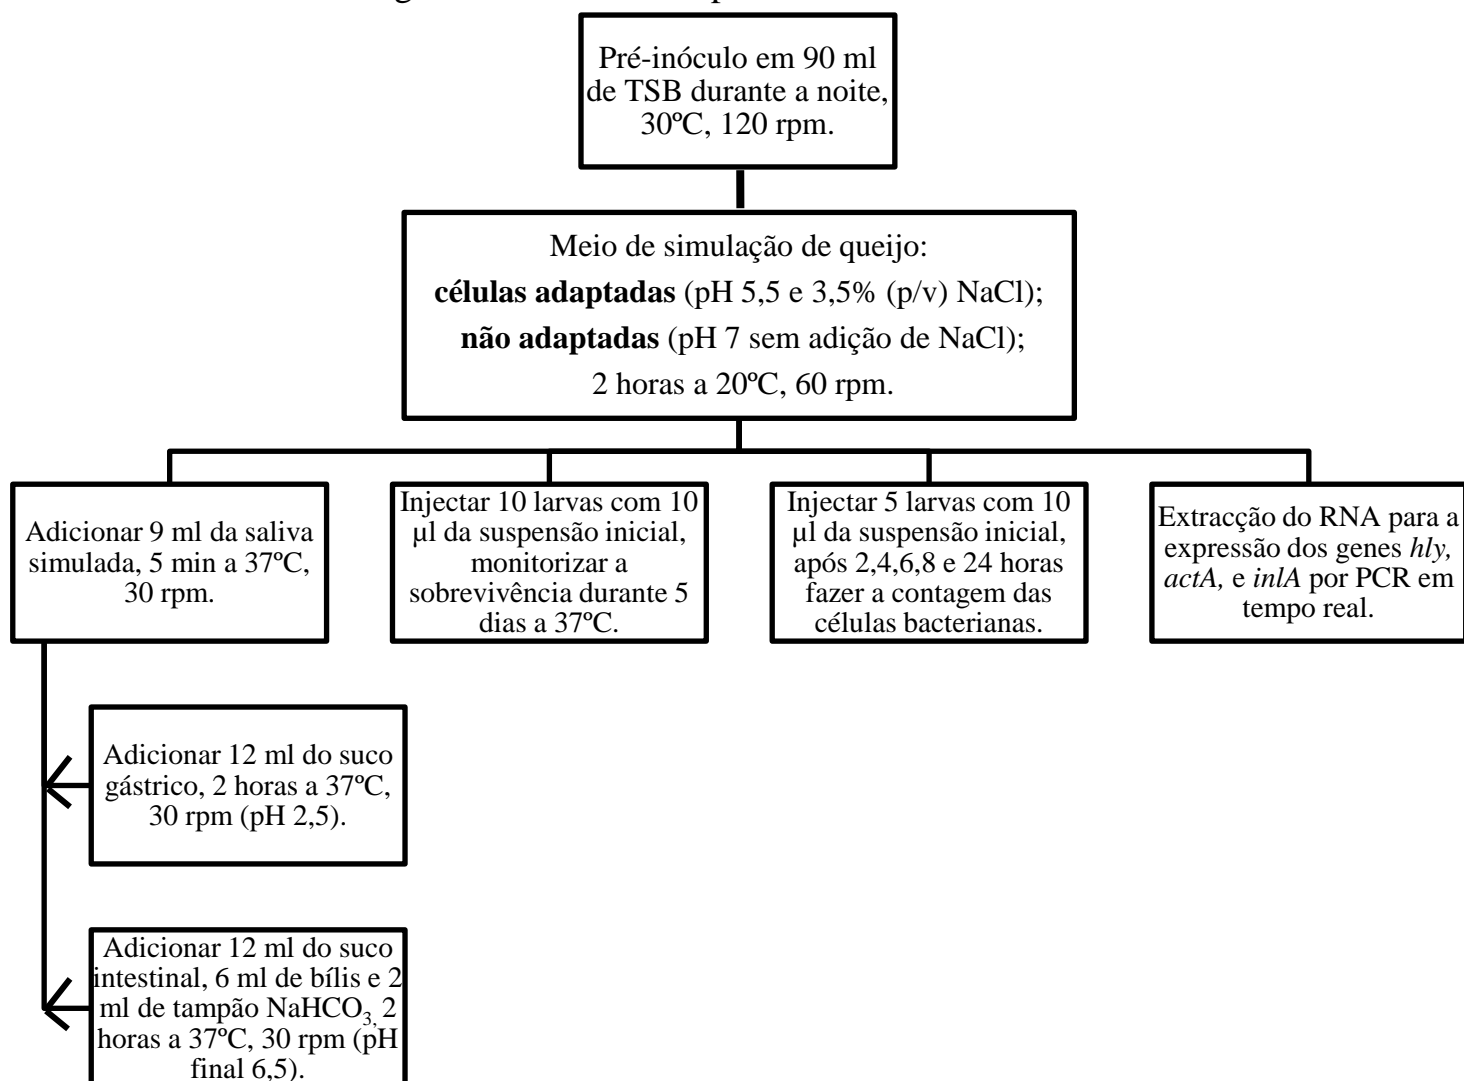 Pré-inóculo em 90 ml
de TSB durante a noite,
30ºC, 120 rpm.
Meio de simulação de queijo:
células adaptadas (pH 5,5 e 3,5% (p/v) NaCl);
não adaptadas (pH 7 sem adição de NaCl);
2 horas a 20ºC, 60 rpm.
Adicionar 9 ml da saliva
simulada, 5 min a 37ºC,
30 rpm.
Injectar 10 larvas com 10
µl da suspensão inicial,
monitorizar a
sobrevivência durante 5
dias a 37ºC.
Injectar 5 larvas com 10
µl da suspensão inicial,
após 2,4,6,8 e 24 horas
fazer a contagem das
células bacterianas.
Extracção do RNA para a
expressão dos genes hly,
actA, e inlA por PCR em
tempo real.
Adicionar 12 ml do suco
gástrico, 2 horas a 37ºC,
30 rpm (pH 2,5).
Adicionar 12 ml do suco
intestinal, 6 ml de bílis e 2
ml de tampão NaHCO3, 2
horas a 37ºC, 30 rpm (pH
final 6,5).